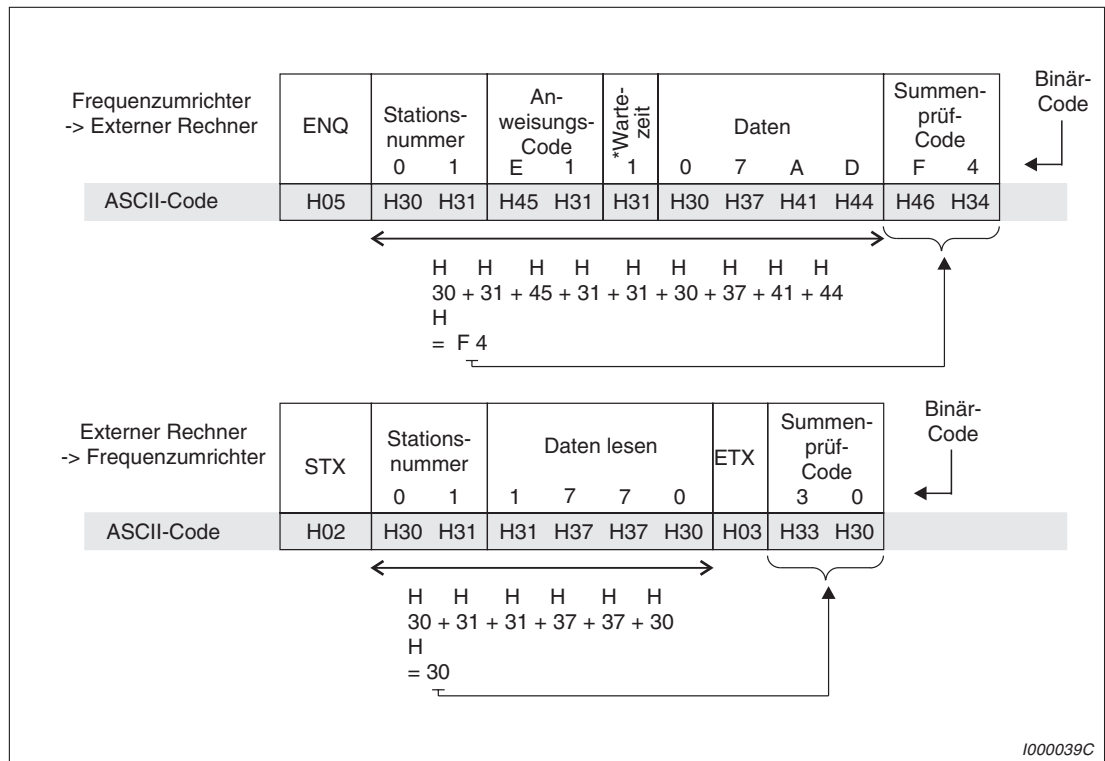 Frequenzumrichter
-> Externer Rechner
ENQ
Stations-
nummer
0 1
An-
weisungs-
Code
E 1
*Warte-
zeit
1
Daten
0 7 A D
Summen-
prüf-
Code
F 4
Binär-
Code
ASCII-Code H05 H30 H31 H45 H31 H31 H30 H37 H41 H44 H46 H34
H H H H H H H H H
30 + 31 + 45 + 31 + 31 + 30 + 37 + 41 + 44
H
= F 4
Externer Rechner
-> Frequenzumrichter
STX
Stations-
nummer
0 1
Daten lesen
1 7 7 0
ETX
Summen-
prüf-
Code
3 0
Binär-
Code
ASCII-Code H02 H30 H31 H31 H37 H37 H30 H03 H33 H30
H H H H H H
30 + 31 + 31 + 37 + 37 + 30
H
= 30
I000039C